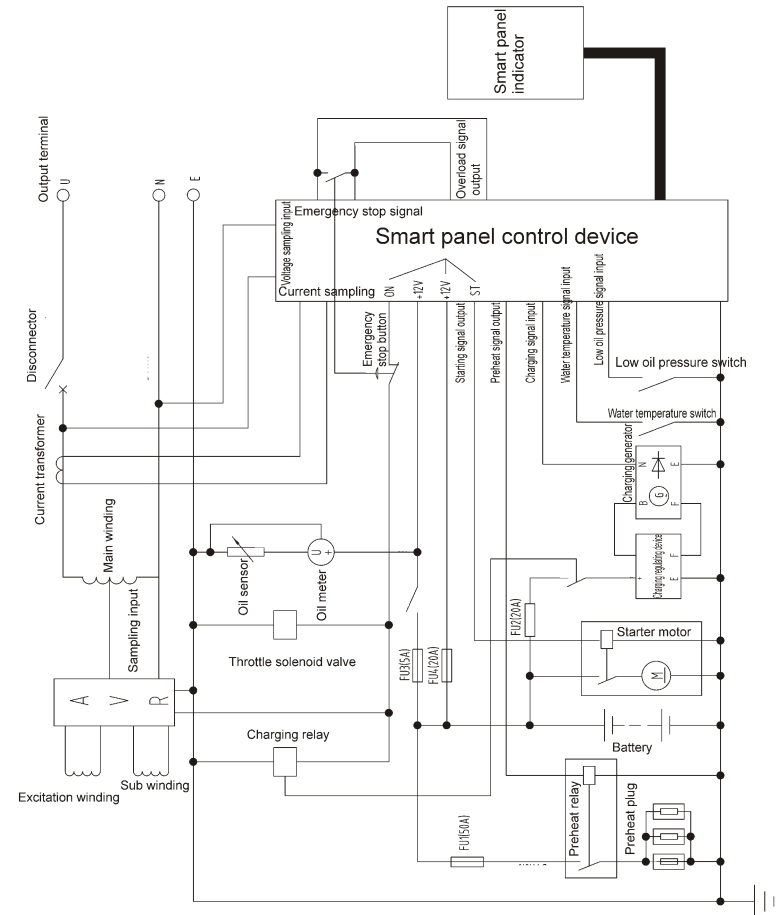 Smart panel
indicator
Output terminal
U
N
E
Overload signal
output
Emergency stop signal
Voltage sampling input
Smart panel control device
Current sampling
ON
+12V
+12V
ST
Emergency
stop button
Starting signal output
Preheat signal output
Charging signal input
Water temperature signal input
Low oil pressure signal input
Disconnector
Low oil pressure switch
Water temperature switch
Current transformer
Charging generator
N
E
B
G
F
Main winding
Oil sensor
U
+
Oil meter
Charging regulating device
F
+
E
Sampling input
FU2(20A)
Starter motor
M
Throttle solenoid valve
FU3(5A)
FU4(20A)
A
V
R
Charging relay
Battery
Excitation winding
Sub winding
FU1(50A)
Preheat relay
Preheat plug